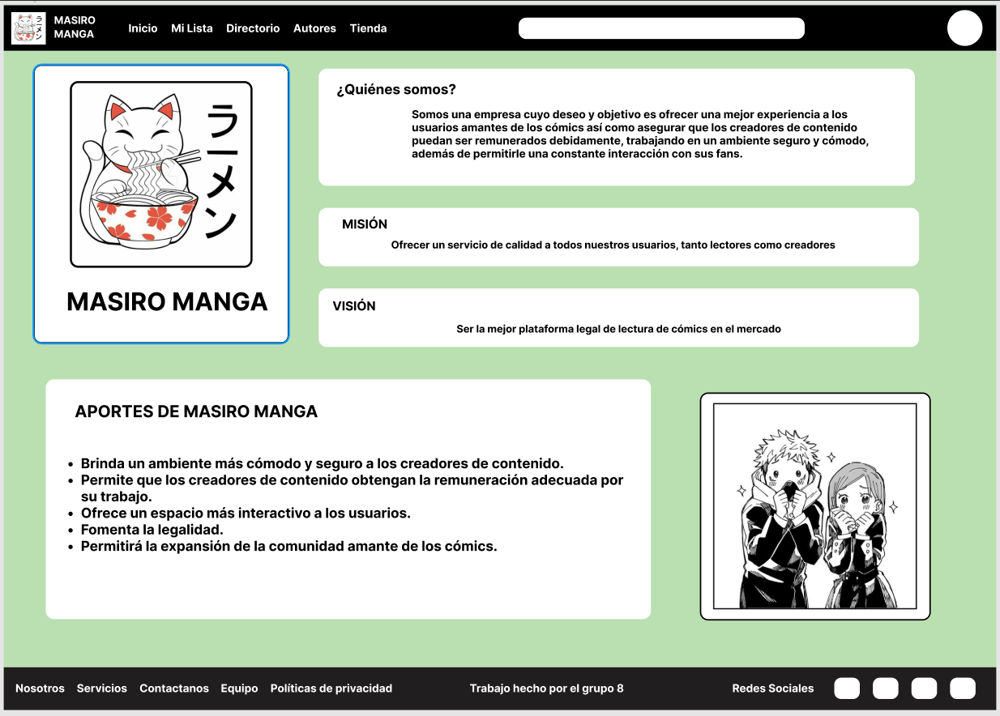 MASIRO
MANGA
Inicio Mi Lista Directorio Autores Tienda
ラーメン
MASIRO MANGA
¿Quiénes somos?
Somos una empresa cuyo deseo y objetivo es ofrecer una mejor experiencia a los
usuarios amantes de los cómics así como asegurar que los creadores de contenido
puedan ser remunerados debidamente, trabajando en un ambiente seguro y cómodo,
además de permitirle una constante interacción con sus fans.
MISIÓN
Ofrecer un servicio de calidad a todos nuestros usuarios, tanto lectores como creadores
VISIÓN
Ser la mejor plataforma legal de lectura de cómics en el mercado
APORTES DE MASIRO MANGA
• Brinda un ambiente más cómodo y seguro a los creadores de contenido.
• Permite que los creadores de contenido obtengan la remuneración adecuada por
su trabajo.
• Ofrece un espacio más interactivo a los usuarios.
• Fomenta la legalidad.
• Permitirá la expansión de la comunidad amante de los cómics.
Nosotros Servicios Contactanos Equipo Políticas de privacidad Trabajo hecho por el grupo 8 Redes Sociales